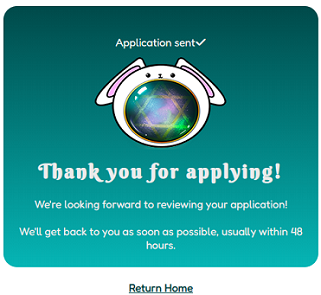 Application sent✓
Thank you for applying!
We're looking forward to reviewing your application!
We'll get back to you as soon as possible, usually within 48
hours.
Return Home